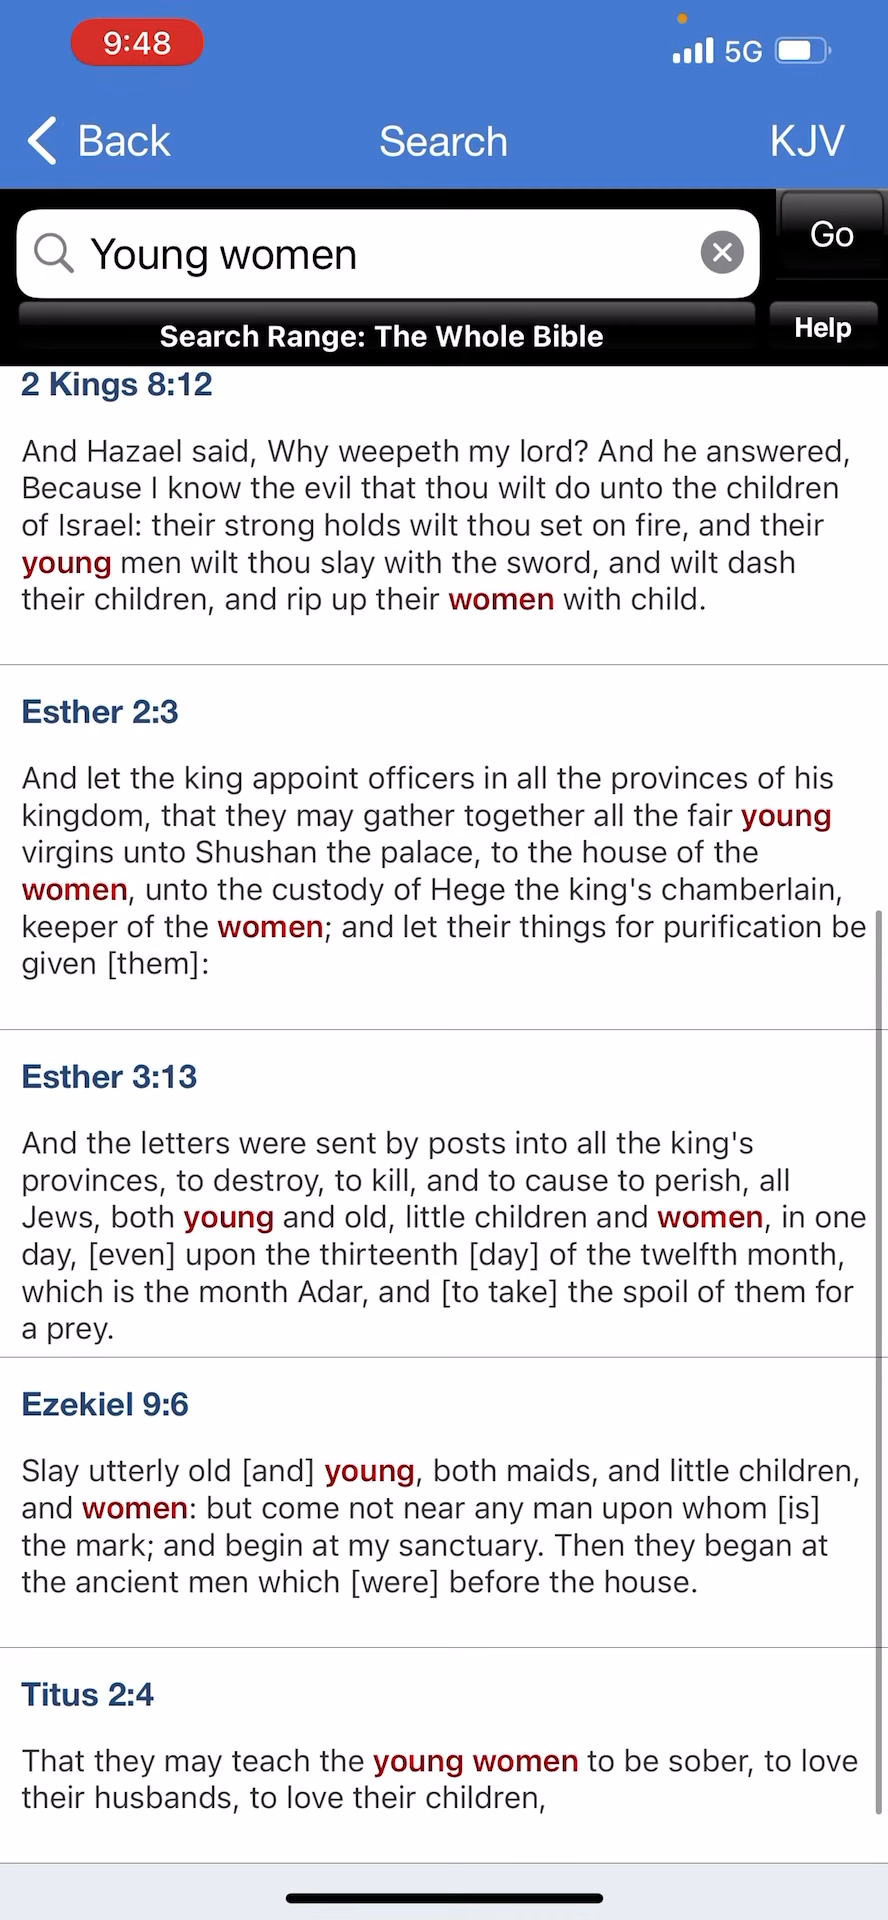 9:48
5G
Back
Search
KJV
Young women
Go
Search Range: The Whole Bible
Help
2 Kings 8:12
And Hazael said, Why weepeth my lord? And he answered,
Because I know the evil that thou wilt do unto the children
of Israel: their strong holds wilt thou set on fire, and their
young men wilt thou slay with the sword, and wilt dash
their children, and rip up their women with child.
Esther 2:3
And let the king appoint officers in all the provinces of his
kingdom, that they may gather together all the fair young
virgins unto Shushan the palace, to the house of the
women, unto the custody of Hege the king's chamberlain,
keeper of the women; and let their things for purification be
given [them]:
Esther 3:13
And the letters were sent by posts into all the king's
provinces, to destroy, to kill, and to cause to perish, all
Jews, both young and old, little children and women, in one
day, [even] upon the thirteenth [day] of the twelfth month,
which is the month Adar, and [to take] the spoil of them for
a prey.
Ezekiel 9:6
Slay utterly old [and] young, both maids, and little children,
and women: but come not near any man upon whom [is]
the mark; and begin at my sanctuary. Then they began at
the ancient men which [were] before the house.
Titus 2:4
That they may teach the young women to be sober, to love
their husbands, to love their children,